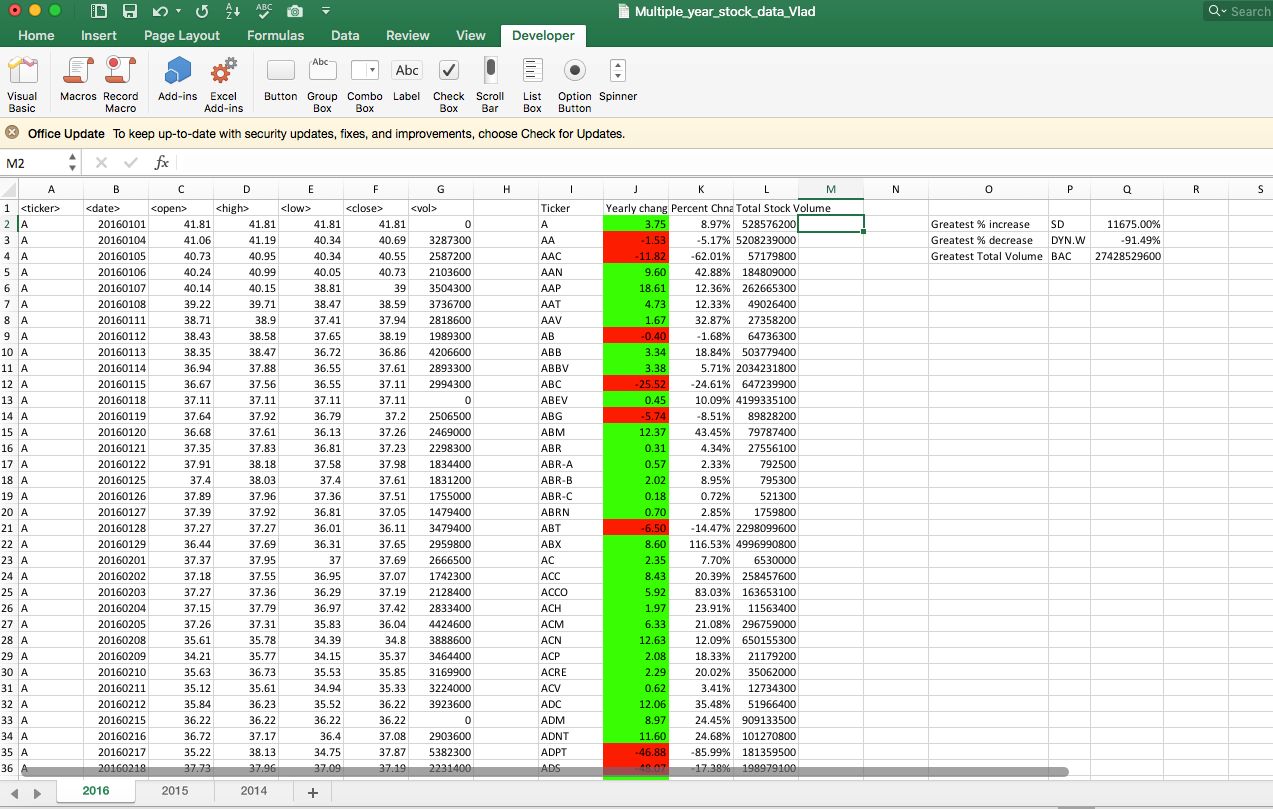 Multiple_year_stock_data_Vlad
Search
Home Insert Page Layout Formulas Data Review View Developer
Visual Basic Macros Record Macro Add-ins Excel Add-ins Button Group Box Combo Box Label Check Box Scroll Bar List Box Option Button Spinner
Office Update To keep up-to-date with security updates, fixes, and improvements, choose Check for Updates.
M2 fx
A B C D E F G H I J K L M N O P Q R S
1 <ticker> <date> <open> <high> <low> <close> <vol> Ticker Yearly chang Percent Chna Total Stock Volume
2 A 20160101 41.81 41.81 41.81 41.81 0 A 3.75 8.97% 528576200 Greatest % increase SD 11675.00%
3 A 20160104 41.06 41.19 40.34 40.69 3287300 AA -1.53 -5.17% 5208239000 Greatest % decrease DYN.W -91.49%
4 A 20160105 40.73 40.95 40.34 40.55 2587200 AAC -11.82 -62.01% 57179800 Greatest Total Volume BAC 27428529600
5 A 20160106 40.24 40.99 40.05 40.73 2103600 AAN 9.60 42.88% 184809000
6 A 20160107 40.14 40.15 38.81 39 3504300 AAP 18.61 12.36% 262665300
7 A 20160108 39.22 39.71 38.47 38.59 3736700 AAT 4.73 12.33% 49026400
8 A 20160111 38.71 38.9 37.41 37.94 2818600 AAV 1.67 32.87% 27358200
9 A 20160112 38.43 38.58 37.65 38.19 1989300 AB -0.40 -1.68% 64736300
10 A 20160113 38.35 38.47 36.72 36.86 4206600 ABB 3.34 18.84% 503779400
11 A 20160114 36.94 37.88 36.55 37.61 2893300 ABBV 3.38 5.71% 2034231800
12 A 20160115 36.67 37.56 36.55 37.11 2994300 ABC -25.52 -24.61% 647239900
13 A 20160118 37.11 37.11 37.11 37.11 0 ABEV 0.45 10.09% 4199335100
14 A 20160119 37.64 37.92 36.79 37.2 2506500 ABG -5.74 -8.51% 89828200
15 A 20160120 36.68 37.61 36.13 37.26 2469000 ABM 12.37 43.45% 79787400
16 A 20160121 37.35 37.83 36.81 37.23 2298300 ABR 0.31 4.34% 27556100
17 A 20160122 37.91 38.18 37.58 37.98 1834400 ABR-A 0.57 2.33% 792500
18 A 20160125 37.4 38.03 37.4 37.61 1831200 ABR-B 2.02 8.95% 795300
19 A 20160126 37.89 37.96 37.36 37.51 1755000 ABR-C 0.18 0.72% 521300
20 A 20160127 37.39 37.92 36.81 37.05 1479400 ABRN 0.70 2.85% 1759800
21 A 20160128 37.27 37.27 36.01 36.11 3479400 ABT -6.50 -14.47% 2298099600
22 A 20160129 36.44 37.69 36.31 37.65 2959800 ABX 8.60 116.53% 4996990800
23 A 20160201 37.37 37.95 37 37.69 2666500 AC 2.35 7.70% 6530000
24 A 20160202 37.18 37.55 36.95 37.07 1742300 ACC 8.43 20.39% 258457600
25 A 20160203 37.27 37.36 36.29 37.19 2128400 ACCO 5.92 83.03% 163653100
26 A 20160204 37.15 37.79 36.97 37.42 2833400 ACH 1.97 23.91% 11563400
27 A 20160205 37.26 37.31 35.83 36.04 4424600 ACM 6.33 21.08% 296759000
28 A 20160208 35.61 35.78 34.39 34.8 3888600 ACN 12.63 12.09% 650155300
29 A 20160209 34.21 35.77 34.15 35.37 3464400 ACP 2.08 18.33% 21179200
30 A 20160210 35.63 36.73 35.53 35.85 3169900 ACRE 2.29 20.02% 35062000
31 A 20160211 35.12 35.61 34.94 35.33 3224000 ACV 0.62 3.41% 12734300
32 A 20160212 35.84 36.23 35.52 36.22 3923600 ADC 12.06 35.48% 51966400
33 A 20160215 36.22 36.22 36.22 36.22 0 ADM 8.97 24.45% 909133500
34 A 20160216 36.72 37.17 36.4 37.08 2903600 ADNT 11.60 24.68% 101270800
35 A 20160217 35.22 38.13 34.75 37.87 5382300 ADPT -46.88 -85.99% 181359500
36 A 20160218 37.73 37.96 37.09 37.19 2231400 ADS -48.07 -17.38% 198979100
2016 2015 2014 +